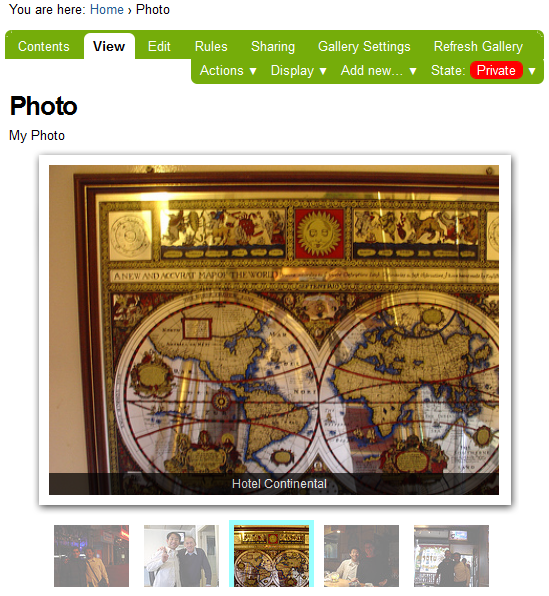 You are here: Home › Photo
Contents View Edit Rules Sharing Gallery Settings Refresh Gallery
Actions ▼ Display ▼ Add new... ▼ State: Private ▼
Photo
My Photo
A NEW AND ACCVRAT MAP OF THE WORLD
Hotel Continental